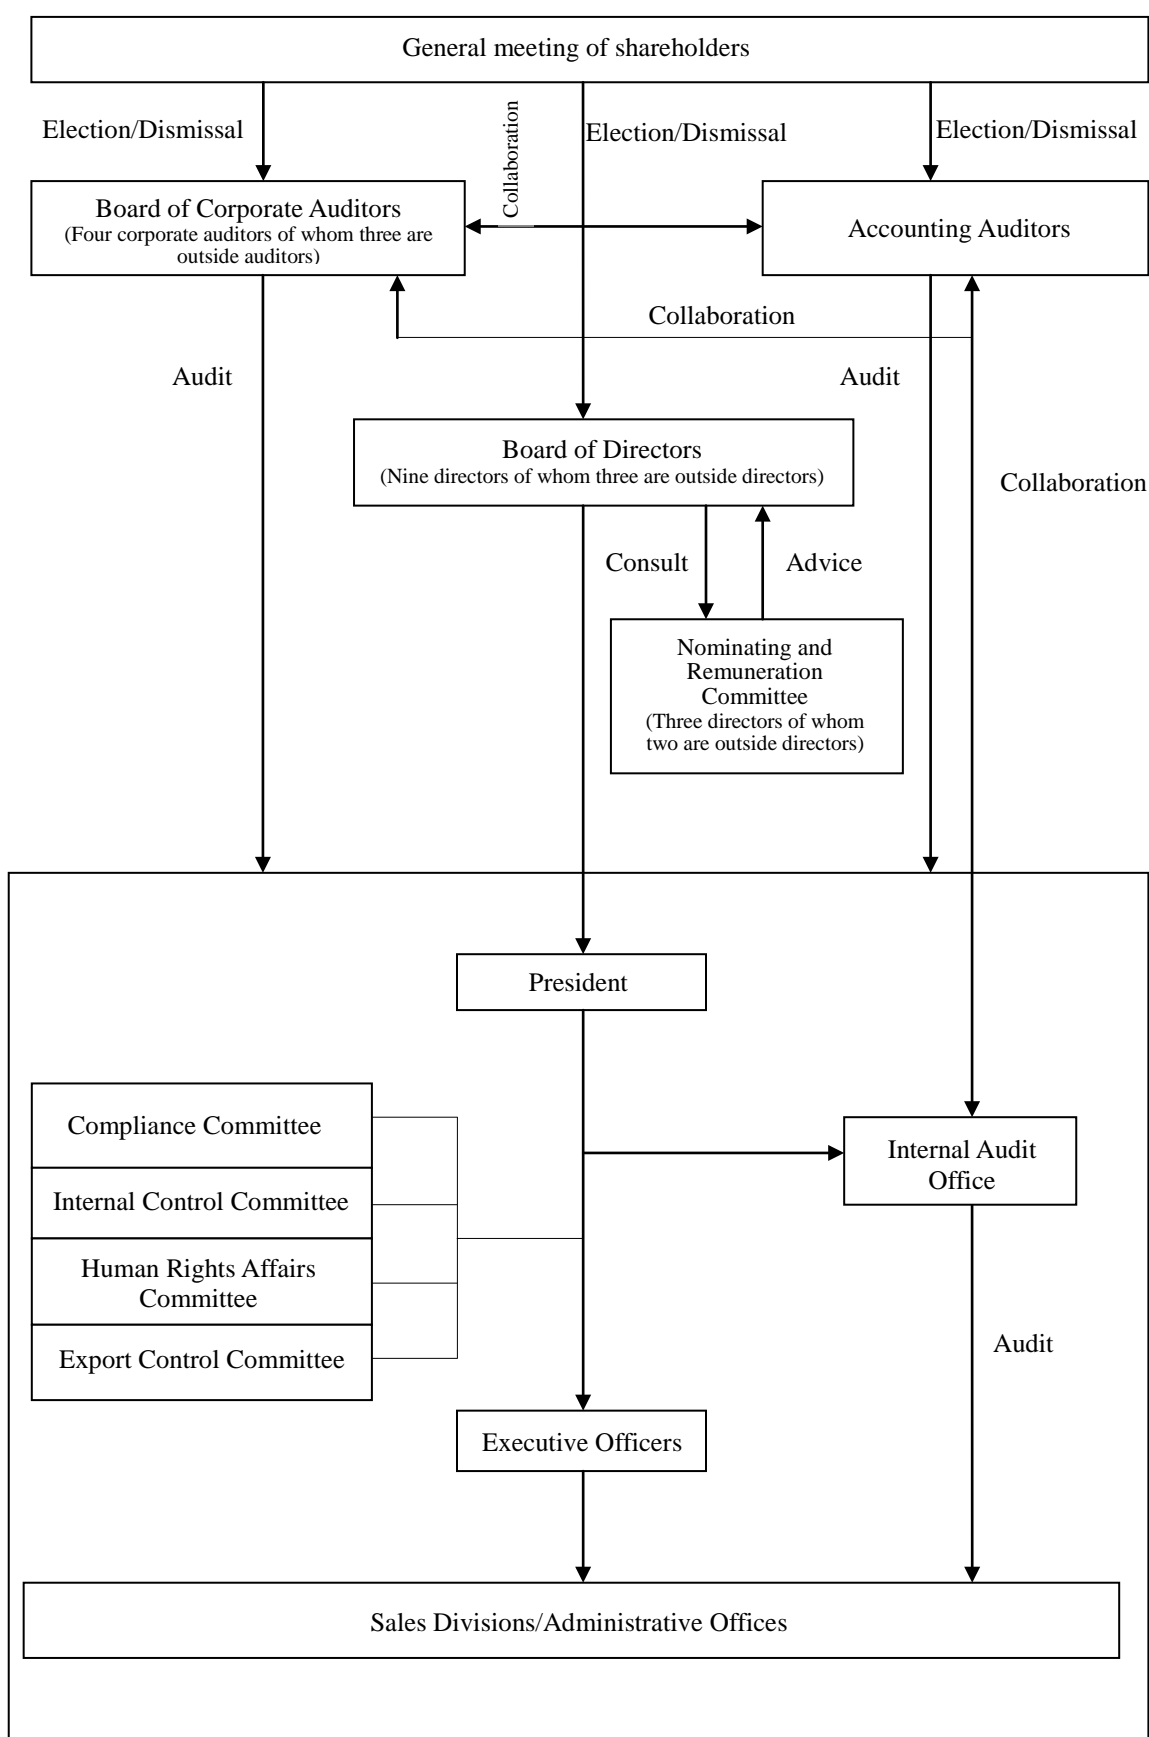 General meeting of shareholders
Election/Dismissal
Collaboration
Election/Dismissal
Election/Dismissal
Board of Corporate Auditors
(Four corporate auditors of whom three are
outside auditors)
Accounting Auditors
Collaboration
Audit
Audit
Board of Directors
(Nine directors of whom three are outside directors)
Collaboration
Consult
Advice
Nominating and
Remuneration
Committee
(Three directors of whom
two are outside directors)
President
Compliance Committee
Internal Control Committee
Human Rights Affairs
Committee
Export Control Committee
Internal Audit
Office
Audit
Executive Officers
Sales Divisions/Administrative Offices